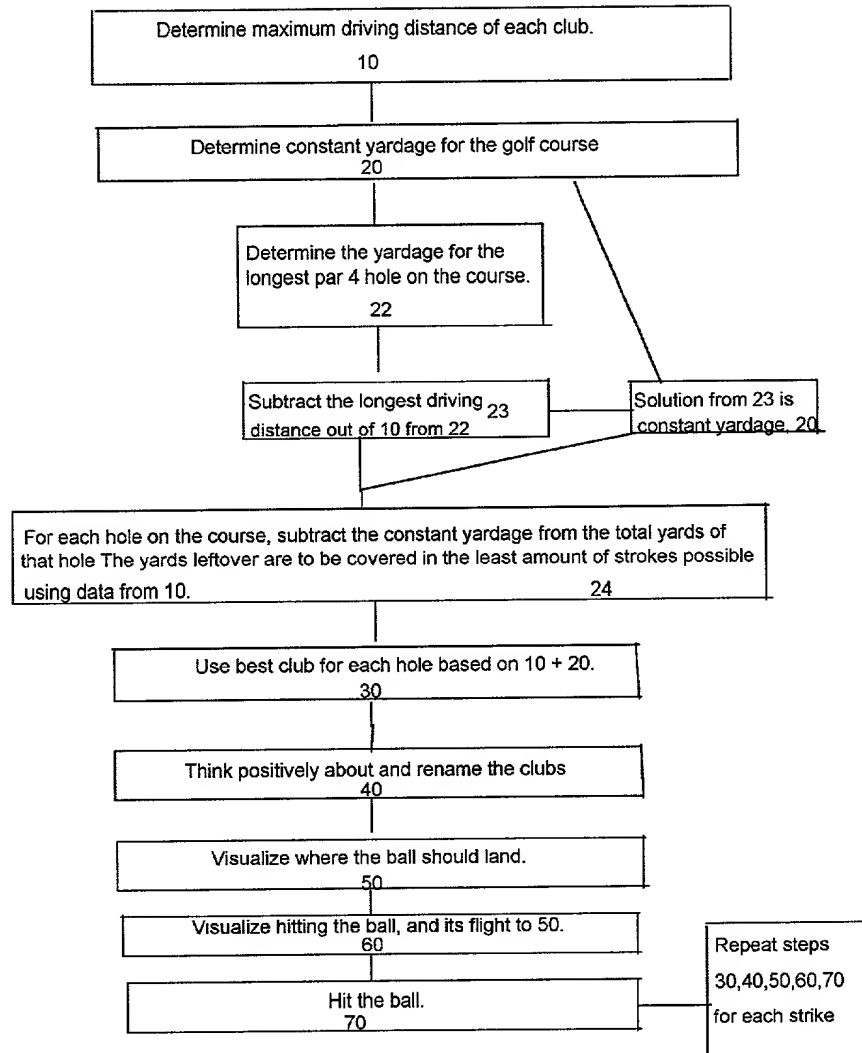 Determine maximum driving distance of each club.
10
Determine constant yardage for the golf course
20
Determine the yardage for the
longest par 4 hole on the course.
22
Subtract the longest driving 23
distance out of 10 from 22
Solution from 23 is
constant yardage, 20
For each hole on the course, subtract the constant yardage from the total yards of
that hole The yards leftover are to be covered in the least amount of strokes possible
using data from 10. 24
Use best club for each hole based on 10 + 20.
30
Think positively about and rename the clubs
40
Visualize where the ball should land.
50
Visualize hitting the ball, and its flight to 50.
60
Hit the ball.
70
Repeat steps
30,40,50,60,70
for each strike